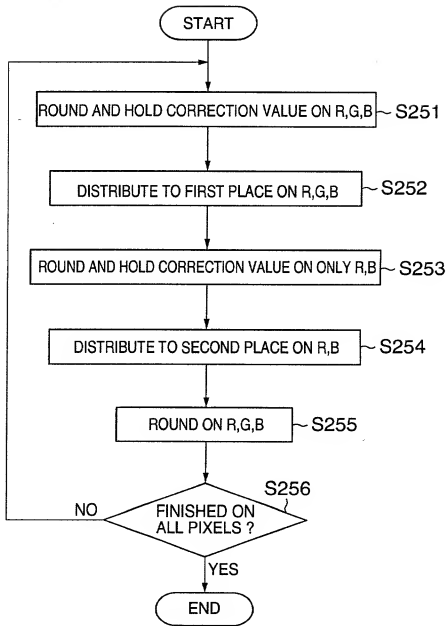 START
ROUND AND HOLD CORRECTION VALUE ON R,G,B
S251
DISTRIBUTE TO FIRST PLACE ON R,G,B
S252
ROUND AND HOLD CORRECTION VALUE ON ONLY R,B
S253
DISTRIBUTE TO SECOND PLACE ON R,B
S254
ROUND ON R,G,B
S255
S256
FINISHED ON
ALL PIXELS ?
NO
YES
END